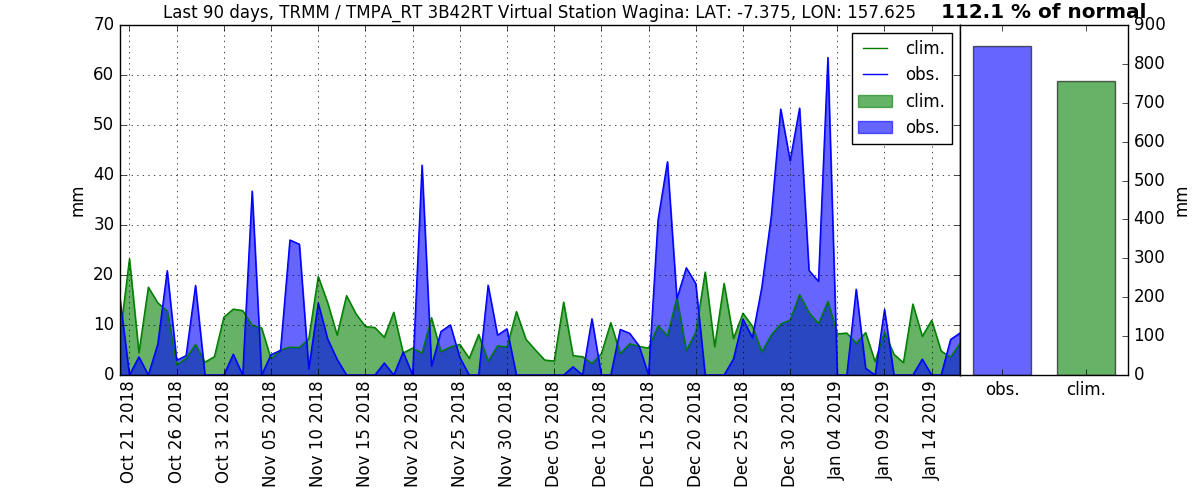 Last 90 days, TRMM / TMPA_RT 3B42RT Virtual Station Wagina: LAT: -7.375, LON: 157.625
112.1 % of normal
70
60
50
40
30
20
10
0
mm
clim.
obs.
clim.
obs.
900
800
700
600
500
400
300
200
100
0
mm
Oct 21 2018
Oct 26 2018
Oct 31 2018
Nov 05 2018
Nov 10 2018
Nov 15 2018
Nov 20 2018
Nov 25 2018
Nov 30 2018
Dec 05 2018
Dec 10 2018
Dec 15 2018
Dec 20 2018
Dec 25 2018
Dec 30 2018
Jan 04 2019
Jan 09 2019
Jan 14 2019
obs.
clim.